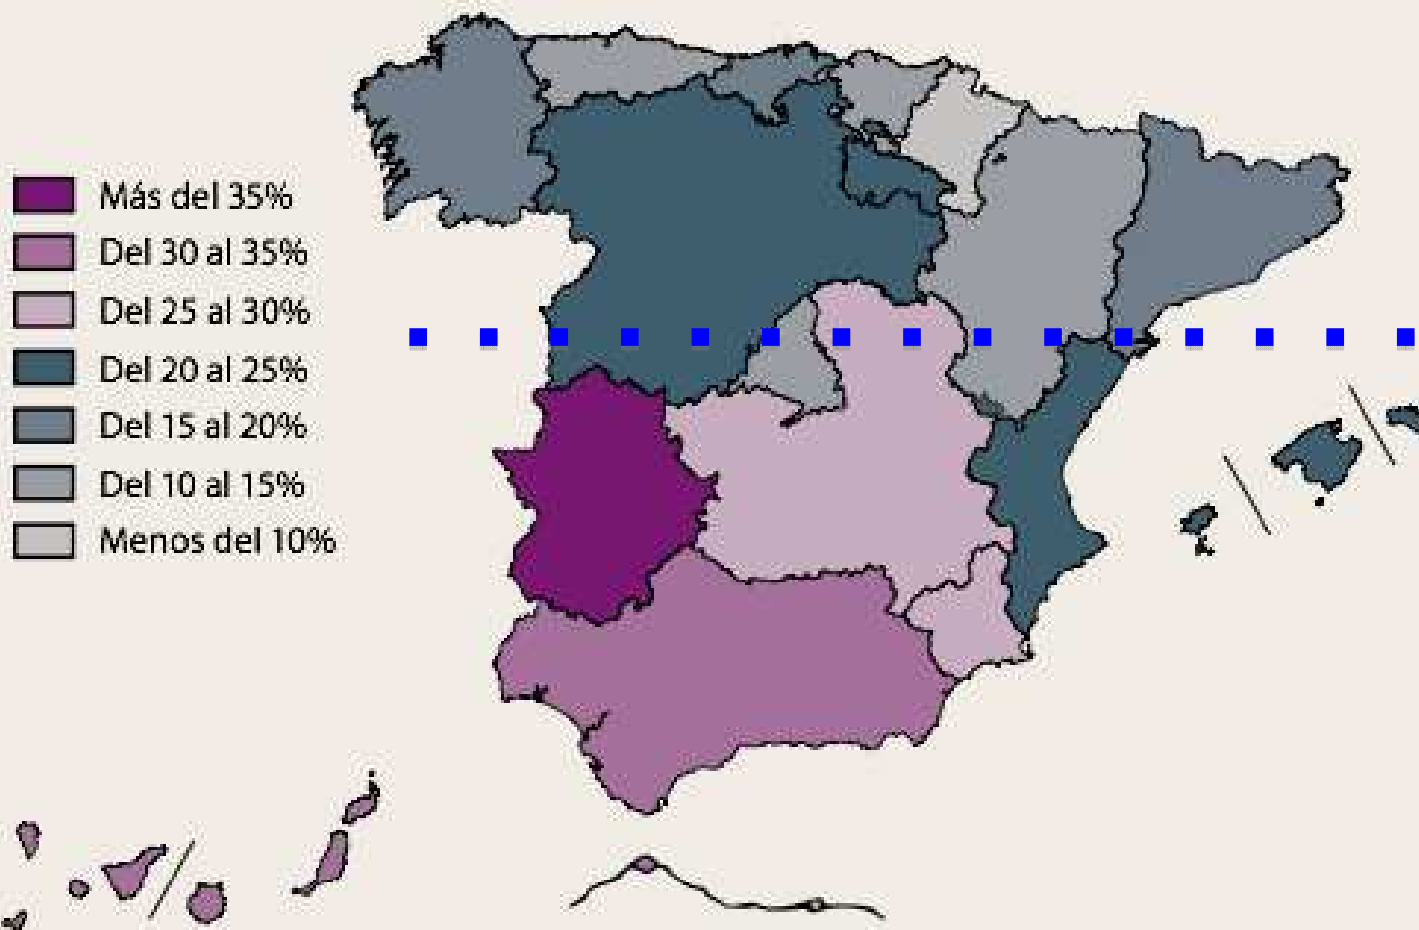 Más del 35%
Del 30 al 35%
Del 25 al 30%
Del 20 al 25%
Del 15 al 20%
Del 10 al 15%
Menos del 10%